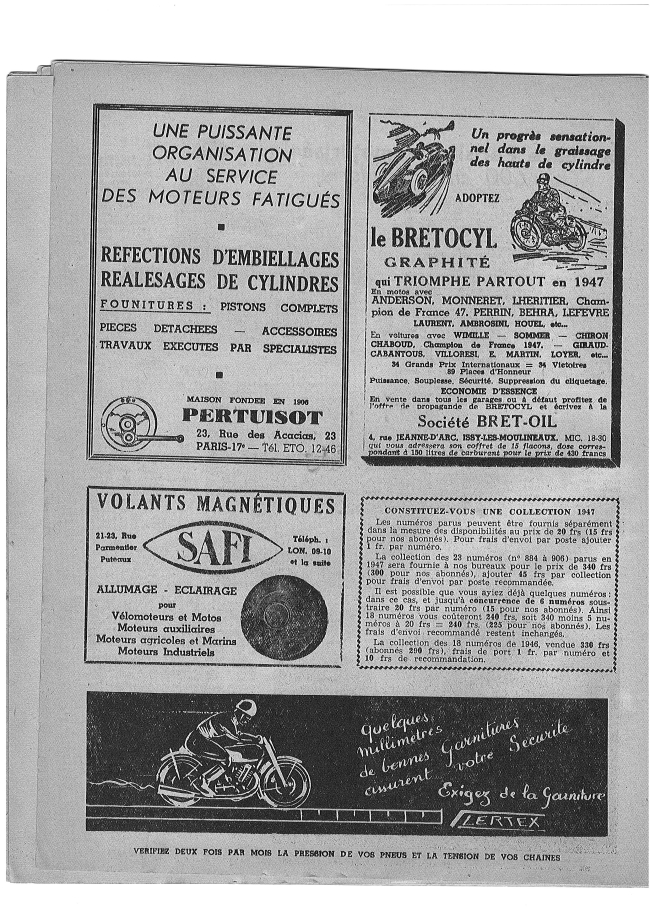 UNE PUISSANTE
ORGANISATION
AU SERVICE
DES MOTEURS FATIGUÉS
REFECTIONS D'EMBIELLAGES
REALESAGES DE CYLINDRES
FOUNITURES : PISTONS COMPLETS
PIECES DETACHEES — ACCESSOIRES
TRAVAUX EXECUTES PAR SPECIALISTES
MAISON FONDEE EN 1906
PERTUISOT
23, Rue des Acacias, 23
PARIS-17e — Tél. ETO. 12-46
Un progrès sensation-
nel dans le graissage
des hauts de cylindre
ADOPTEZ
le BRETOCYL
GRAPHITÉ
qui TRIOMPHE PARTOUT en 1947
En motos avec
ANDERSON, MONNERET, LHERITIER, Cham-
pion de France 47, PERRIN, BEHRA, LEFEVRE
LAURENT, AMBROSINI, HOUEL, etc...
En voitures avec WIMILLE — SOMMER — CHIRON
CHABOUD, Champion de France 1947. — GIRAUD-
CABANTOUS, VILLORESI, E. MARTIN, LOYER, etc...
34 Grands Prix Internationaux = 34 Victoires
89 Places d'Honneur
Puissance, Souplesse, Sécurité, Suppression du cliquetage.
ECONOMIE D'ESSENCE
En vente dans tous les garages ou à défaut profitez de
l'offre de propagande de BRETOCYL et écrivez à la
Société BRET-OIL
4, rue JEANNE-D'ARC, ISSY-LES-MOULINEAUX. MIC. 18-30
qui vous adressera son coffret de 15 flacons, dose corres-
pondant à 150 litres de carburent pour le prix de 430 francs
VOLANTS MAGNÉTIQUES
21-23, Rue
Parmentier
Puteaux
SAFI
Téléph. :
LON. 09-10
et la suite
ALLUMAGE - ECLAIRAGE
pour
Vélomoteurs et Motos
Moteurs auxiliaires
Moteurs agricoles et Marins
Moteurs Industriels
CONSTITUEZ-VOUS UNE COLLECTION 1947
Les numéros parus peuvent être fournis séparément
dans la mesure des disponibilités au prix de 20 frs (15 frs
pour nos abonnés). Pour frais d'envoi par poste ajouter
1 fr. par numéro.
La collection des 23 numéros (n° 884 à 906) parus en
1947 sera fournie à nos bureaux pour le prix de 340 frs
(300 pour nos abonnés), ajouter 45 frs par collection
pour frais d'envoi par poste recommandée.
Il est possible que vous ayiez déjà quelques numéros :
dans ce cas, et jusqu'à concurrence de 6 numéros sous-
traire 20 frs par numéro (15 pour nos abonnés). Ainsi
18 numéros vous coûteront 240 frs, soit 340 moins 5 nu-
méros à 20 frs = 240 frs, (225 pour nos abonnés). Les
frais d'envoi recommandé restent inchangés.
La collection des 18 numéros de 1946, vendue 330 frs
(abonnés 290 frs), frais de port 1 fr. par numéro et
10 frs de recommandation.
Quelques
millimètres
de bonnes Garnitures
assurent votre Sécurité
Exigez de la Garniture
LERTEX
VERIFIEZ DEUX FOIS PAR MOIS LA PRESSION DE VOS PNEUS ET LA TENSION DE VOS CHAINES